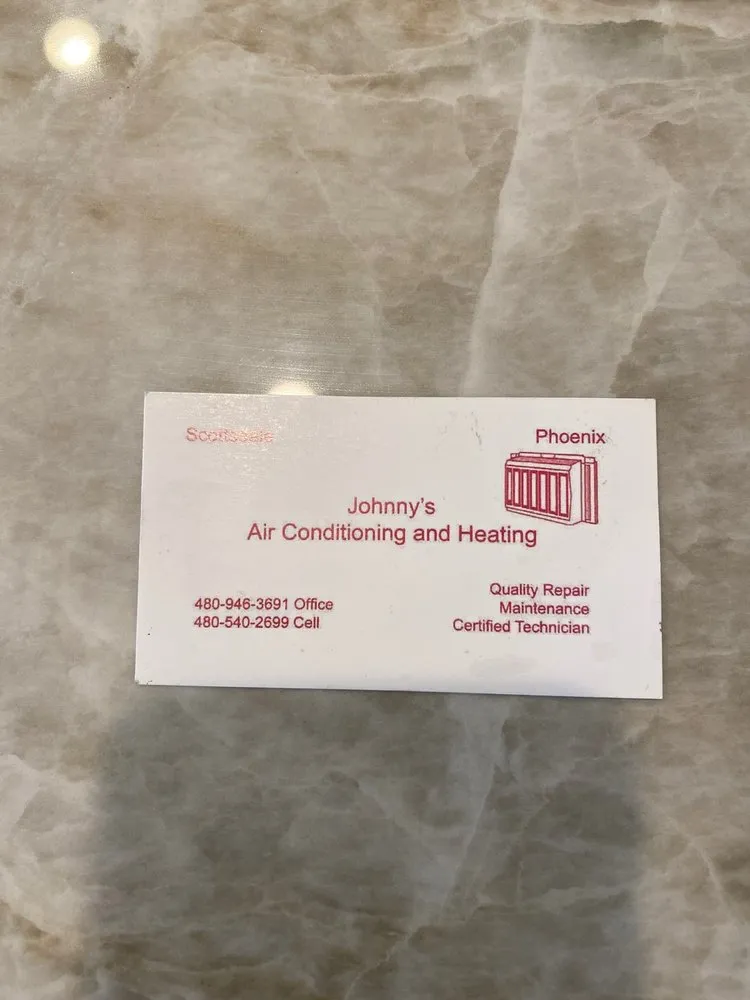 Scottsdale
Phoenix
Johnny's
Air Conditioning and Heating
480-946-3691 Office
480-540-2699 Cell
Quality Repair
Maintenance
Certified Technician